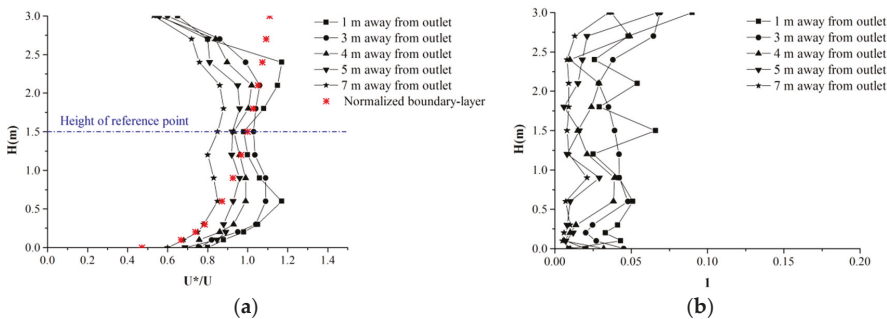 H(m)
3.0
2.5
2.0
1.5
1.0
0.5
0.0
Height of reference point
1 m away from outlet
3 m away from outlet
4 m away from outlet
5 m away from outlet
7 m away from outlet
Normalized boundary-layer
0.0 0.2 0.4 0.6 0.8 1.0 1.2 1.4
U*/U
(a)
H(m)
3.0
2.5
2.0
1.5
1.0
0.5
0.0
1 m away from outlet
3 m away from outlet
4 m away from outlet
5 m away from outlet
7 m away from outlet
0.00 0.05 0.10 0.15 0.20
I
(b)